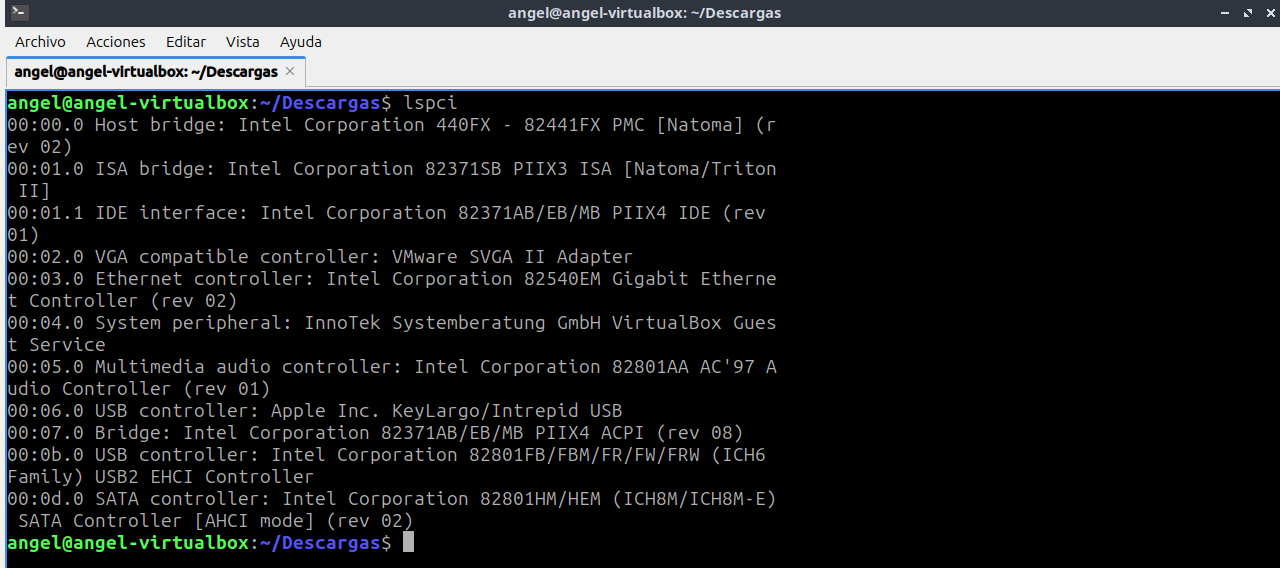 angel@angel-virtualbox: ~/Descargas
Archivo Acciones Editar Vista Ayuda
angel@angel-virtualbox: ~/Descargas ×
angel@angel-virtualbox:~/Descargas$ lspci
00:00.0 Host bridge: Intel Corporation 440FX - 82441FX PMC [Natoma] (r
ev 02)
00:01.0 ISA bridge: Intel Corporation 82371SB PIIX3 ISA [Natoma/Triton
 II]
00:01.1 IDE interface: Intel Corporation 82371AB/EB/MB PIIX4 IDE (rev
01)
00:02.0 VGA compatible controller: VMware SVGA II Adapter
00:03.0 Ethernet controller: Intel Corporation 82540EM Gigabit Etherne
t Controller (rev 02)
00:04.0 System peripheral: InnoTek Systemberatung GmbH VirtualBox Gues
t Service
00:05.0 Multimedia audio controller: Intel Corporation 82801AA AC'97 A
udio Controller (rev 01)
00:06.0 USB controller: Apple Inc. KeyLargo/Intrepid USB
00:07.0 Bridge: Intel Corporation 82371AB/EB/MB PIIX4 ACPI (rev 08)
00:0b.0 USB controller: Intel Corporation 82801FB/FBM/FR/FW/FRW (ICH6
Family) USB2 EHCI Controller
00:0d.0 SATA controller: Intel Corporation 82801HM/HEM (ICH8M/ICH8M-E)
 SATA Controller [AHCI mode] (rev 02)
angel@angel-virtualbox:~/Descargas$